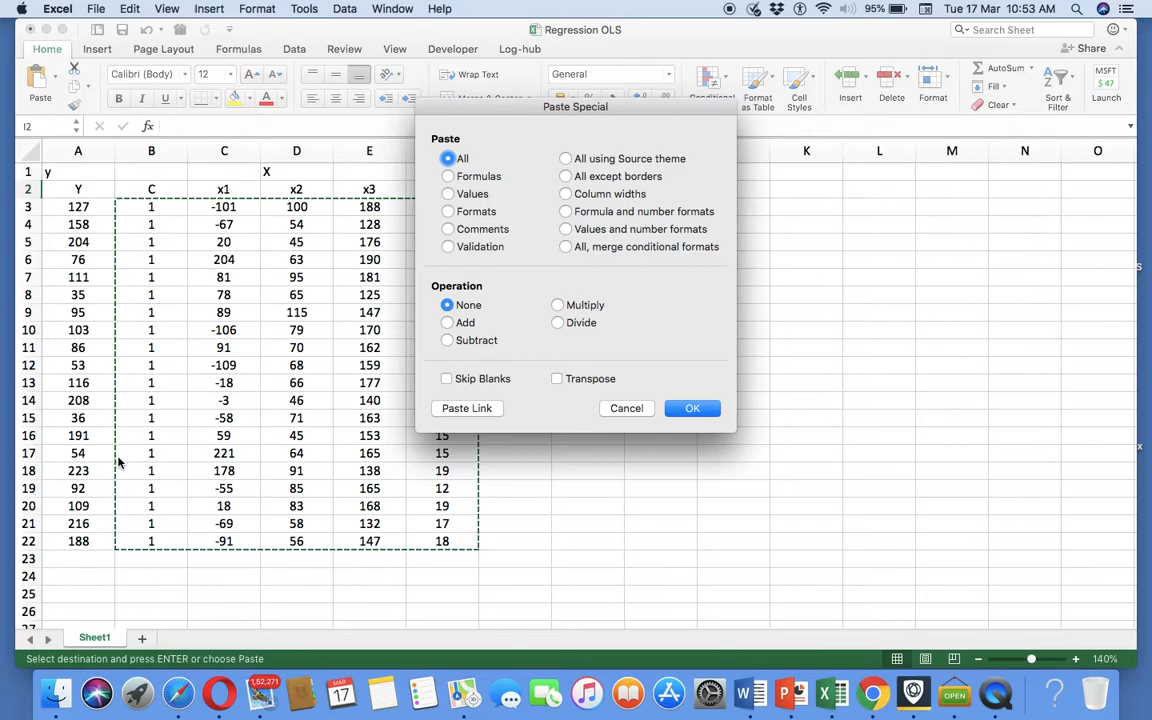 Excel File Edit View Insert Format Tools Data Window Help 95% Tue 17 Mar 10:53 AM
Regression OLS Search Sheet
Home Insert Page Layout Formulas Data Review View Developer Log-hub Share
Paste Calibri (Body) 12 A A Wrap Text General AutoSum Fill Clear
B I U A Format as Table Cell Styles Insert Delete Format Sort & Filter MSFT $ 47 Launch
Paste Special
I2 fx
Paste
All All using Source theme
Formulas All except borders
Values Column widths
Formats Formula and number formats
Comments Values and number formats
Validation All, merge conditional formats
Operation
None Multiply
Add Divide
Subtract
Skip Blanks Transpose
Paste Link Cancel OK
A B C D E K L M N O
1 y X
2 Y C x1 x2 x3
3 127 1 -101 100 188
4 158 1 -67 54 128
5 204 1 20 45 176
6 76 1 204 63 190
7 111 1 81 95 181
8 35 1 78 65 125
9 95 1 89 115 147
10 103 1 -106 79 170
11 86 1 91 70 162
12 53 1 -109 68 159
13 116 1 -18 66 177
14 208 1 -3 46 140
15 36 1 -58 71 163
16 191 1 59 45 153 15
17 54 1 221 64 165 15
18 223 1 178 91 138 19
19 92 1 -55 85 165 12
20 109 1 18 83 168 19
21 216 1 -69 58 132 17
22 188 1 -91 56 147 18
23
24
25
26
Sheet1
Select destination and press ENTER or choose Paste 140%
1,52,271 MAR 17 OPEN